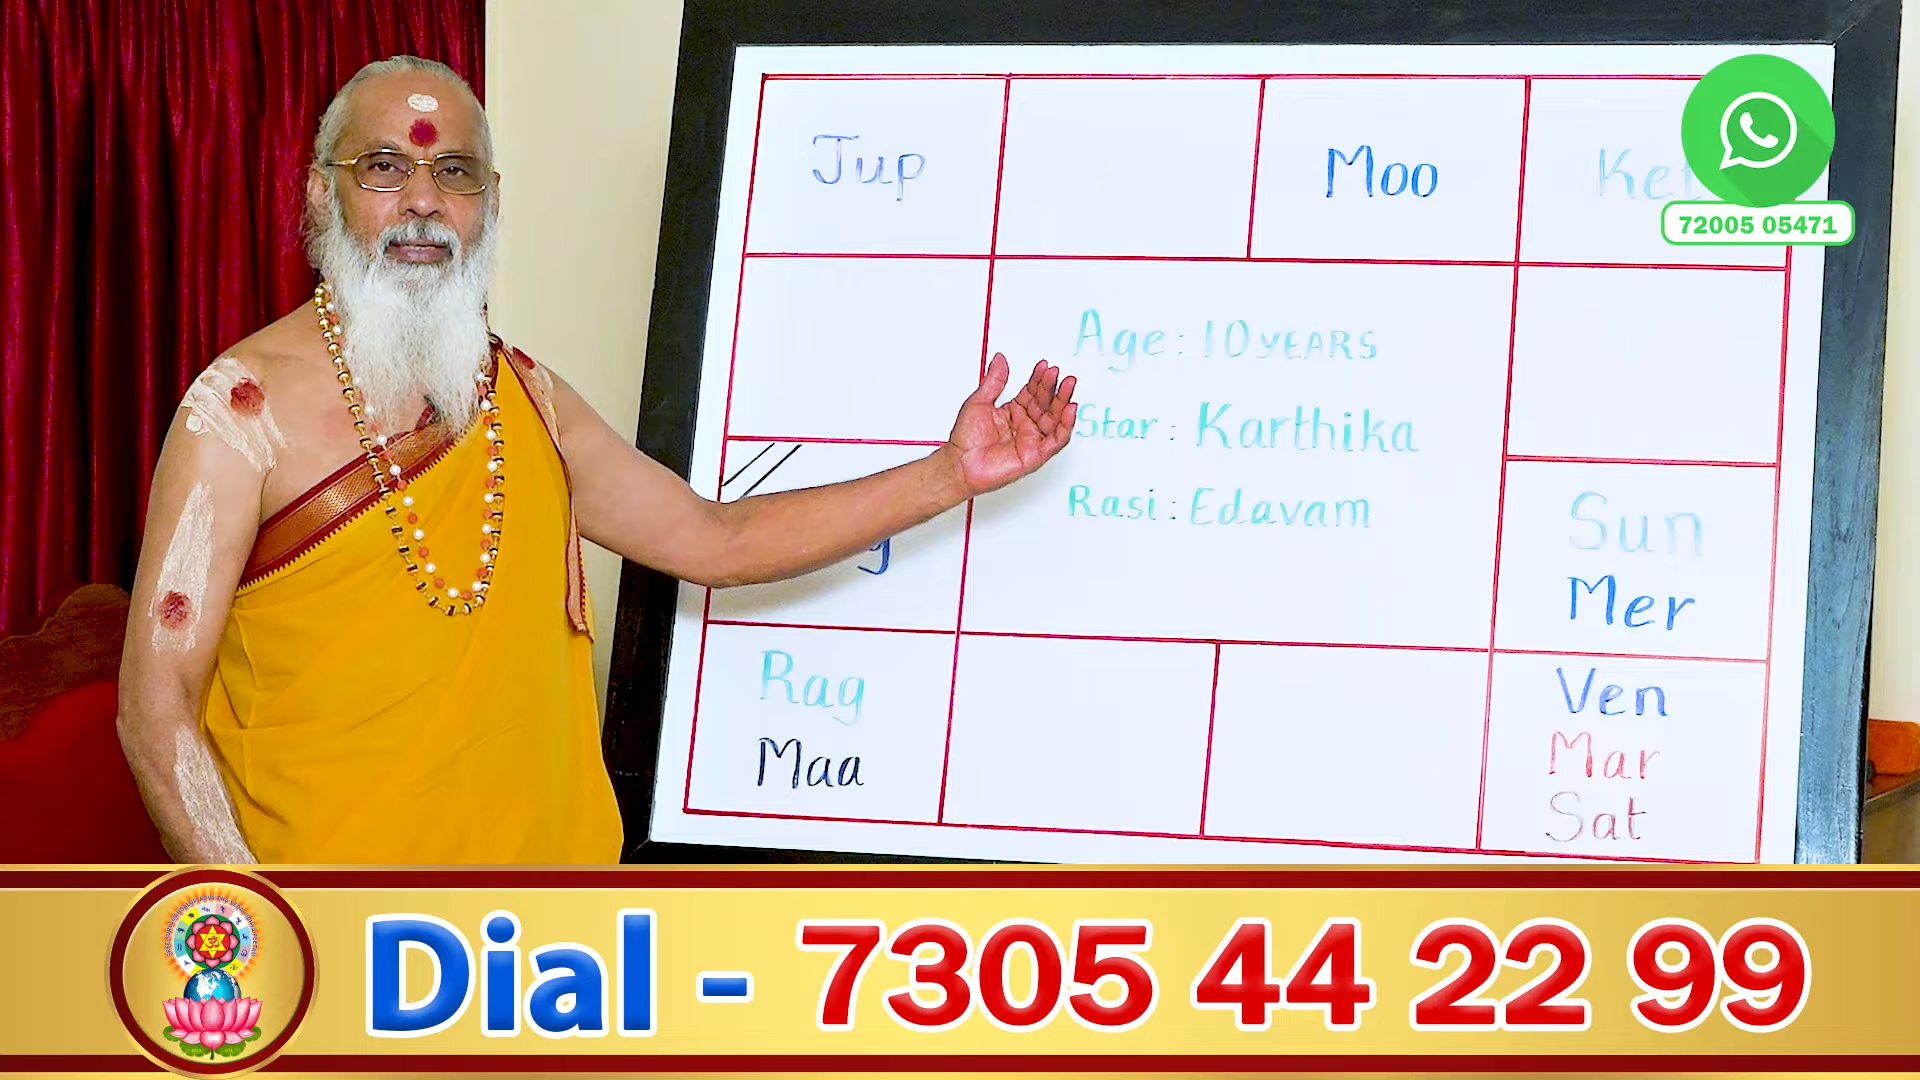 Jup
Moo
72005 05471
Age: 10 YEARS
Star: Karthika
Rasi: Edavam
Sun
Mer
Rag
Maa
Ven
Mar
Sat
Dial - 7305 44 22 99